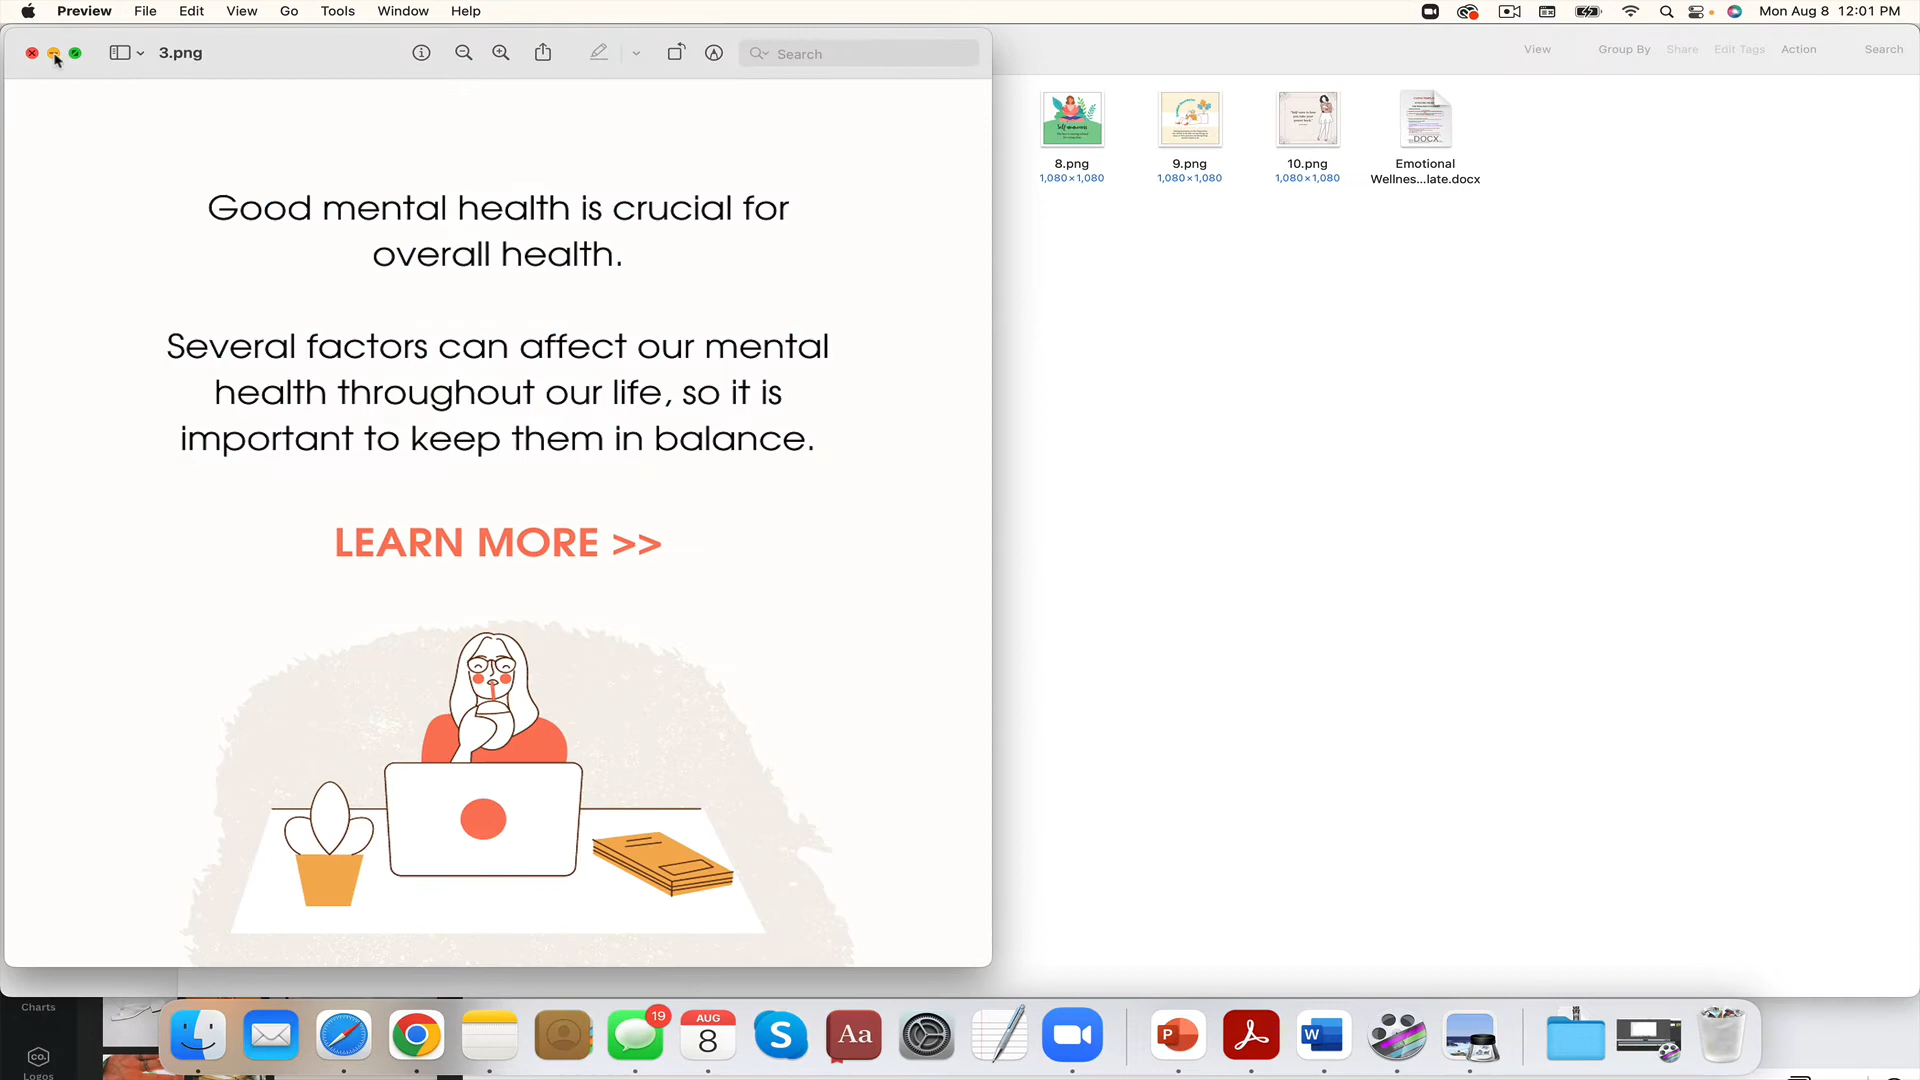 Preview File Edit View Go Tools Window Help
Mon Aug 8 12:01 PM
3.png
Search
View Group By Share Edit Tags Action Search
Good mental health is crucial for
overall health.
Several factors can affect our mental
health throughout our life, so it is
important to keep them in balance.
LEARN MORE >>
DOCX
8.png
1,080×1,080
9.png
1,080×1,080
10.png
1,080×1,080
Emotional
Wellnes...late.docx
Charts
co.
Logos
19
AUG
8
S
Aa
P
W